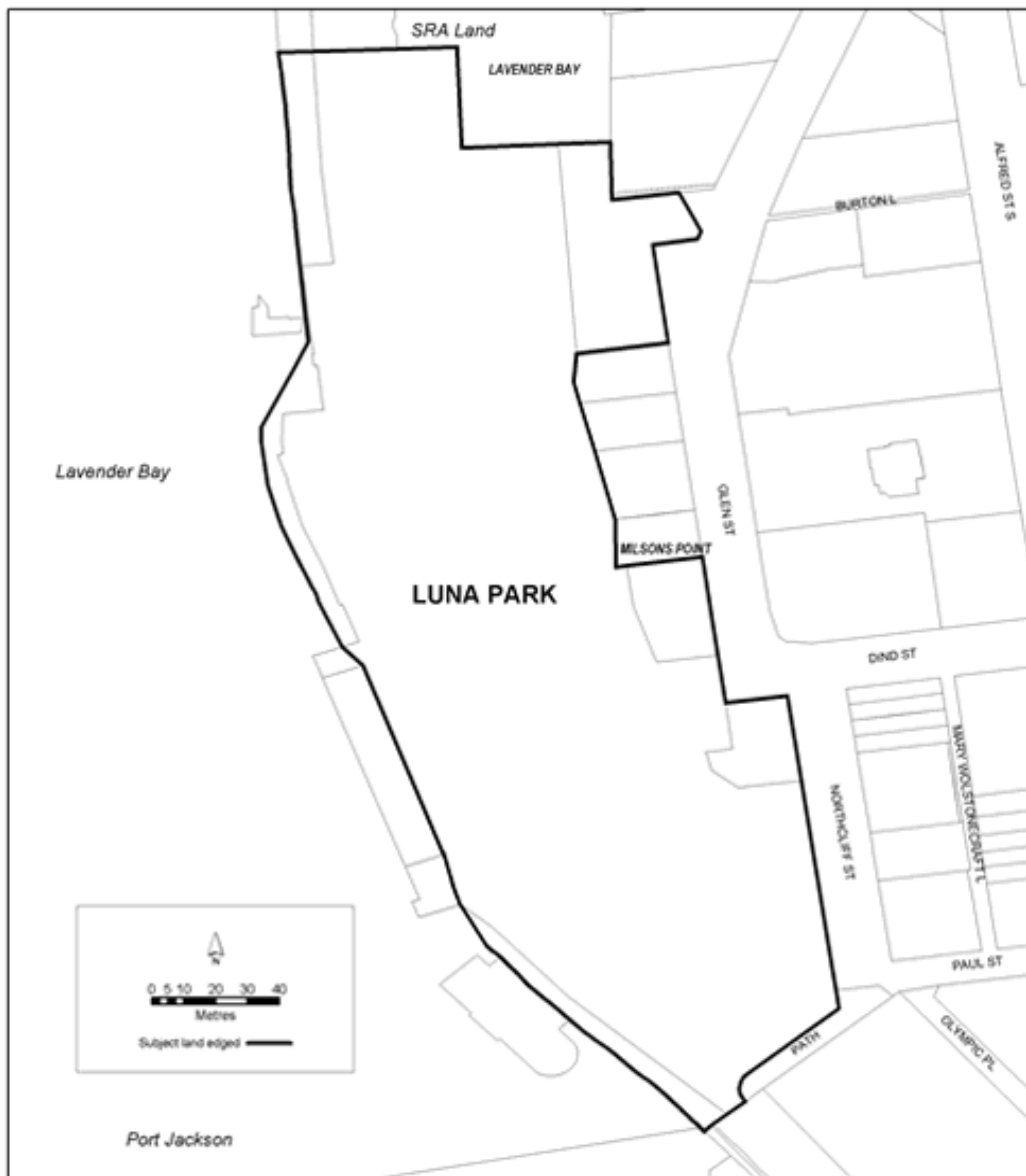 SRA Land
LAVENDER BAY
ALFRED ST S
BURTON L
Lavender Bay
GLEN ST
MILSONS POINT
LUNA PARK
DIND ST
MARY WOLSTONECRAFT L
NORTHCLIFF ST
PAUL ST
N
0 5 10 20 30 40
Metres
Subject land edged
OLYMPIC PL
PATH
Port Jackson